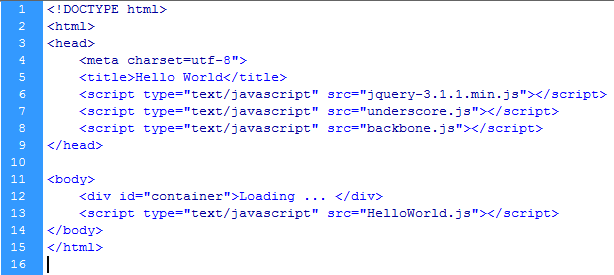 1 <!DOCTYPE html>
2 <html>
3 <head>
4 <meta charset=utf-8">
5 <title>Hello World</title>
6 <script type="text/javascript" src="jquery-3.1.1.min.js"></script>
7 <script type="text/javascript" src="underscore.js"></script>
8 <script type="text/javascript" src="backbone.js"></script>
9 </head>
10
11 <body>
12 <div id="container">Loading ... </div>
13 <script type="text/javascript" src="HelloWorld.js"></script>
14 </body>
15 </html>
16